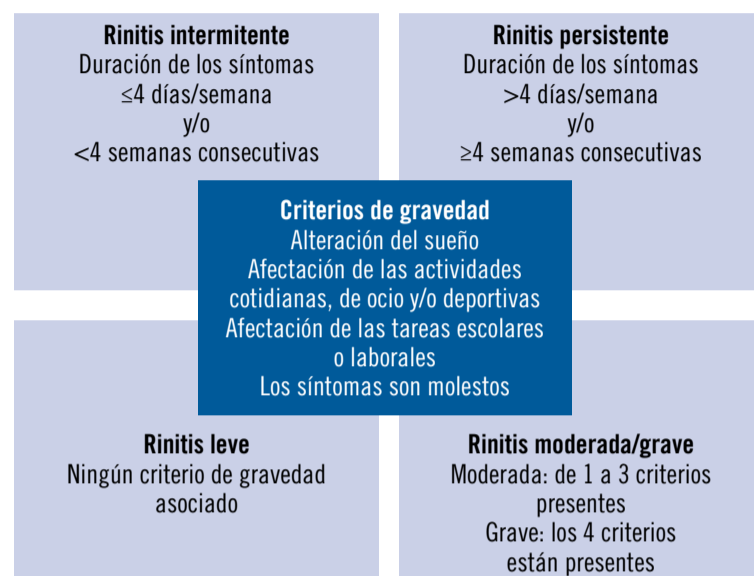 Rinitis intermitente
Duración de los síntomas
≤4 días/semana
y/o
<4 semanas consecutivas
Rinitis persistente
Duración de los síntomas
>4 días/semana
y/o
≥4 semanas consecutivas
Criterios de gravedad
Alteración del sueño
Afectación de las actividades
cotidianas, de ocio y/o deportivas
Afectación de las tareas escolares
o laborales
Los síntomas son molestos
Rinitis leve
Ningún criterio de gravedad
asociado
Rinitis moderada/grave
Moderada: de 1 a 3 criterios
presentes
Grave: los 4 criterios
están presentes